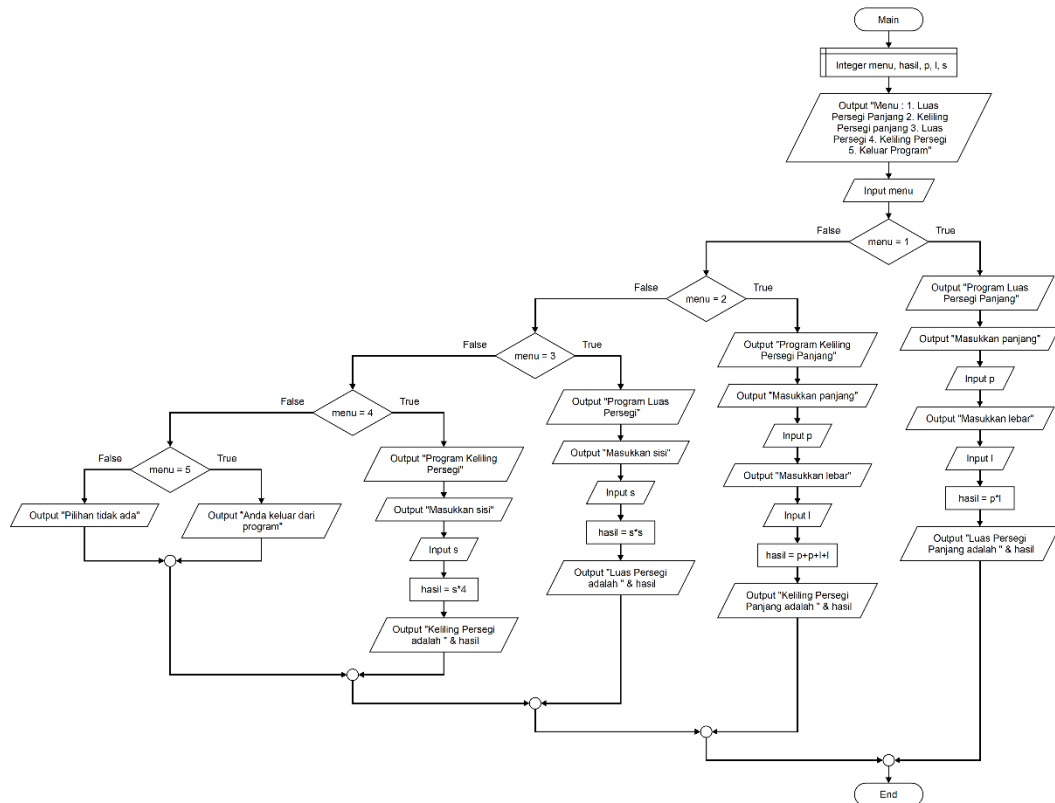 Main
Integer menu, hasil, p, l, s
Output "Menu : 1. Luas
Persegi Panjang 2. Keliling
Persegi panjang 3. Luas
Persegi 4. Keliling Persegi
5. Keluar Program"
Input menu
False
menu = 1
True
Output "Program Luas
Persegi Panjang"
Output "Masukkan panjang"
Input p
Output "Masukkan lebar"
Input l
hasil = p*l
Output "Luas Persegi
Panjang adalah " & hasil
False
menu = 2
True
Output "Program Keliling
Persegi Panjang"
Output "Masukkan panjang"
Input p
Output "Masukkan lebar"
Input l
hasil = p+p+l+l
Output "Keliling Persegi
Panjang adalah " & hasil
False
menu = 3
True
Output "Program Luas
Persegi"
Output "Masukkan sisi"
Input s
hasil = s*s
Output "Luas Persegi
adalah " & hasil
False
menu = 4
True
Output "Program Keliling
Persegi"
Output "Masukkan sisi"
Input s
hasil = s*4
Output "Keliling Persegi
adalah " & hasil
False
menu = 5
True
Output "Pilihan tidak ada"
Output "Anda keluar dari
program"
End